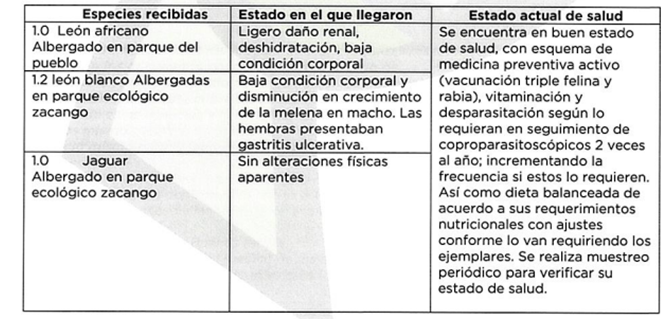 Especies recibidas
Estado en el que llegaron
Estado actual de salud
1.0 León africano
Albergado en parque del
pueblo
Ligero daño renal,
deshidratación, baja
condición corporal
1.2 león blanco Albergadas
en parque ecológico
zacango
Baja condición corporal y
disminución en crecimiento
de la melena en macho. Las
hembras presentaban
gastritis ulcerativa.
1.0 Jaguar
Albergado en parque
ecológico zacango
Sin alteraciones físicas
aparentes
Se encuentra en buen estado
de salud, con esquema de
medicina preventiva activo
(vacunación triple felina y
rabia), vitaminación y
desparasitación según lo
requieran en seguimiento de
coproparasitoscópicos 2 veces
al año; incrementando la
frecuencia si estos lo requieren.
Así como dieta balanceada de
acuerdo a sus requerimientos
nutricionales con ajustes
conforme lo van requiriendo los
ejemplares. Se realiza muestreo
periódico para verificar su
estado de salud.